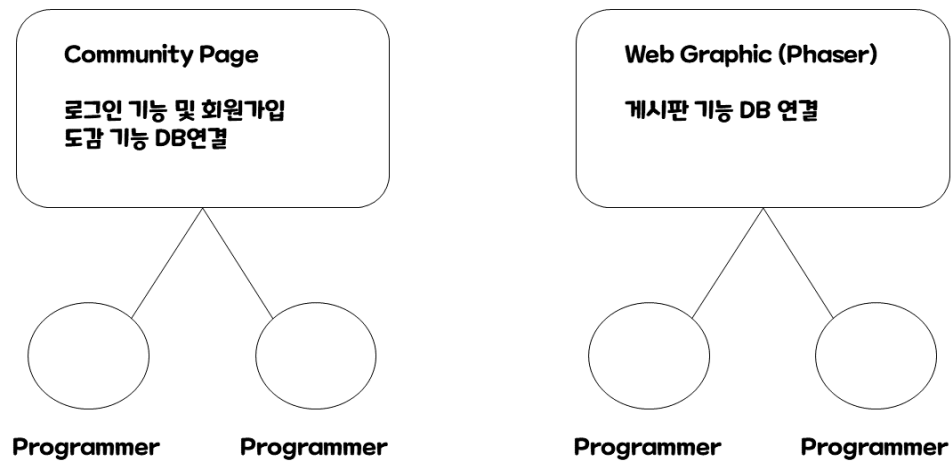 Community Page
로그인 기능 및 회원가입
도감 기능 DB연결
Web Graphic (Phaser)
게시판 기능 DB 연결
Programmer
Programmer
Programmer
Programmer